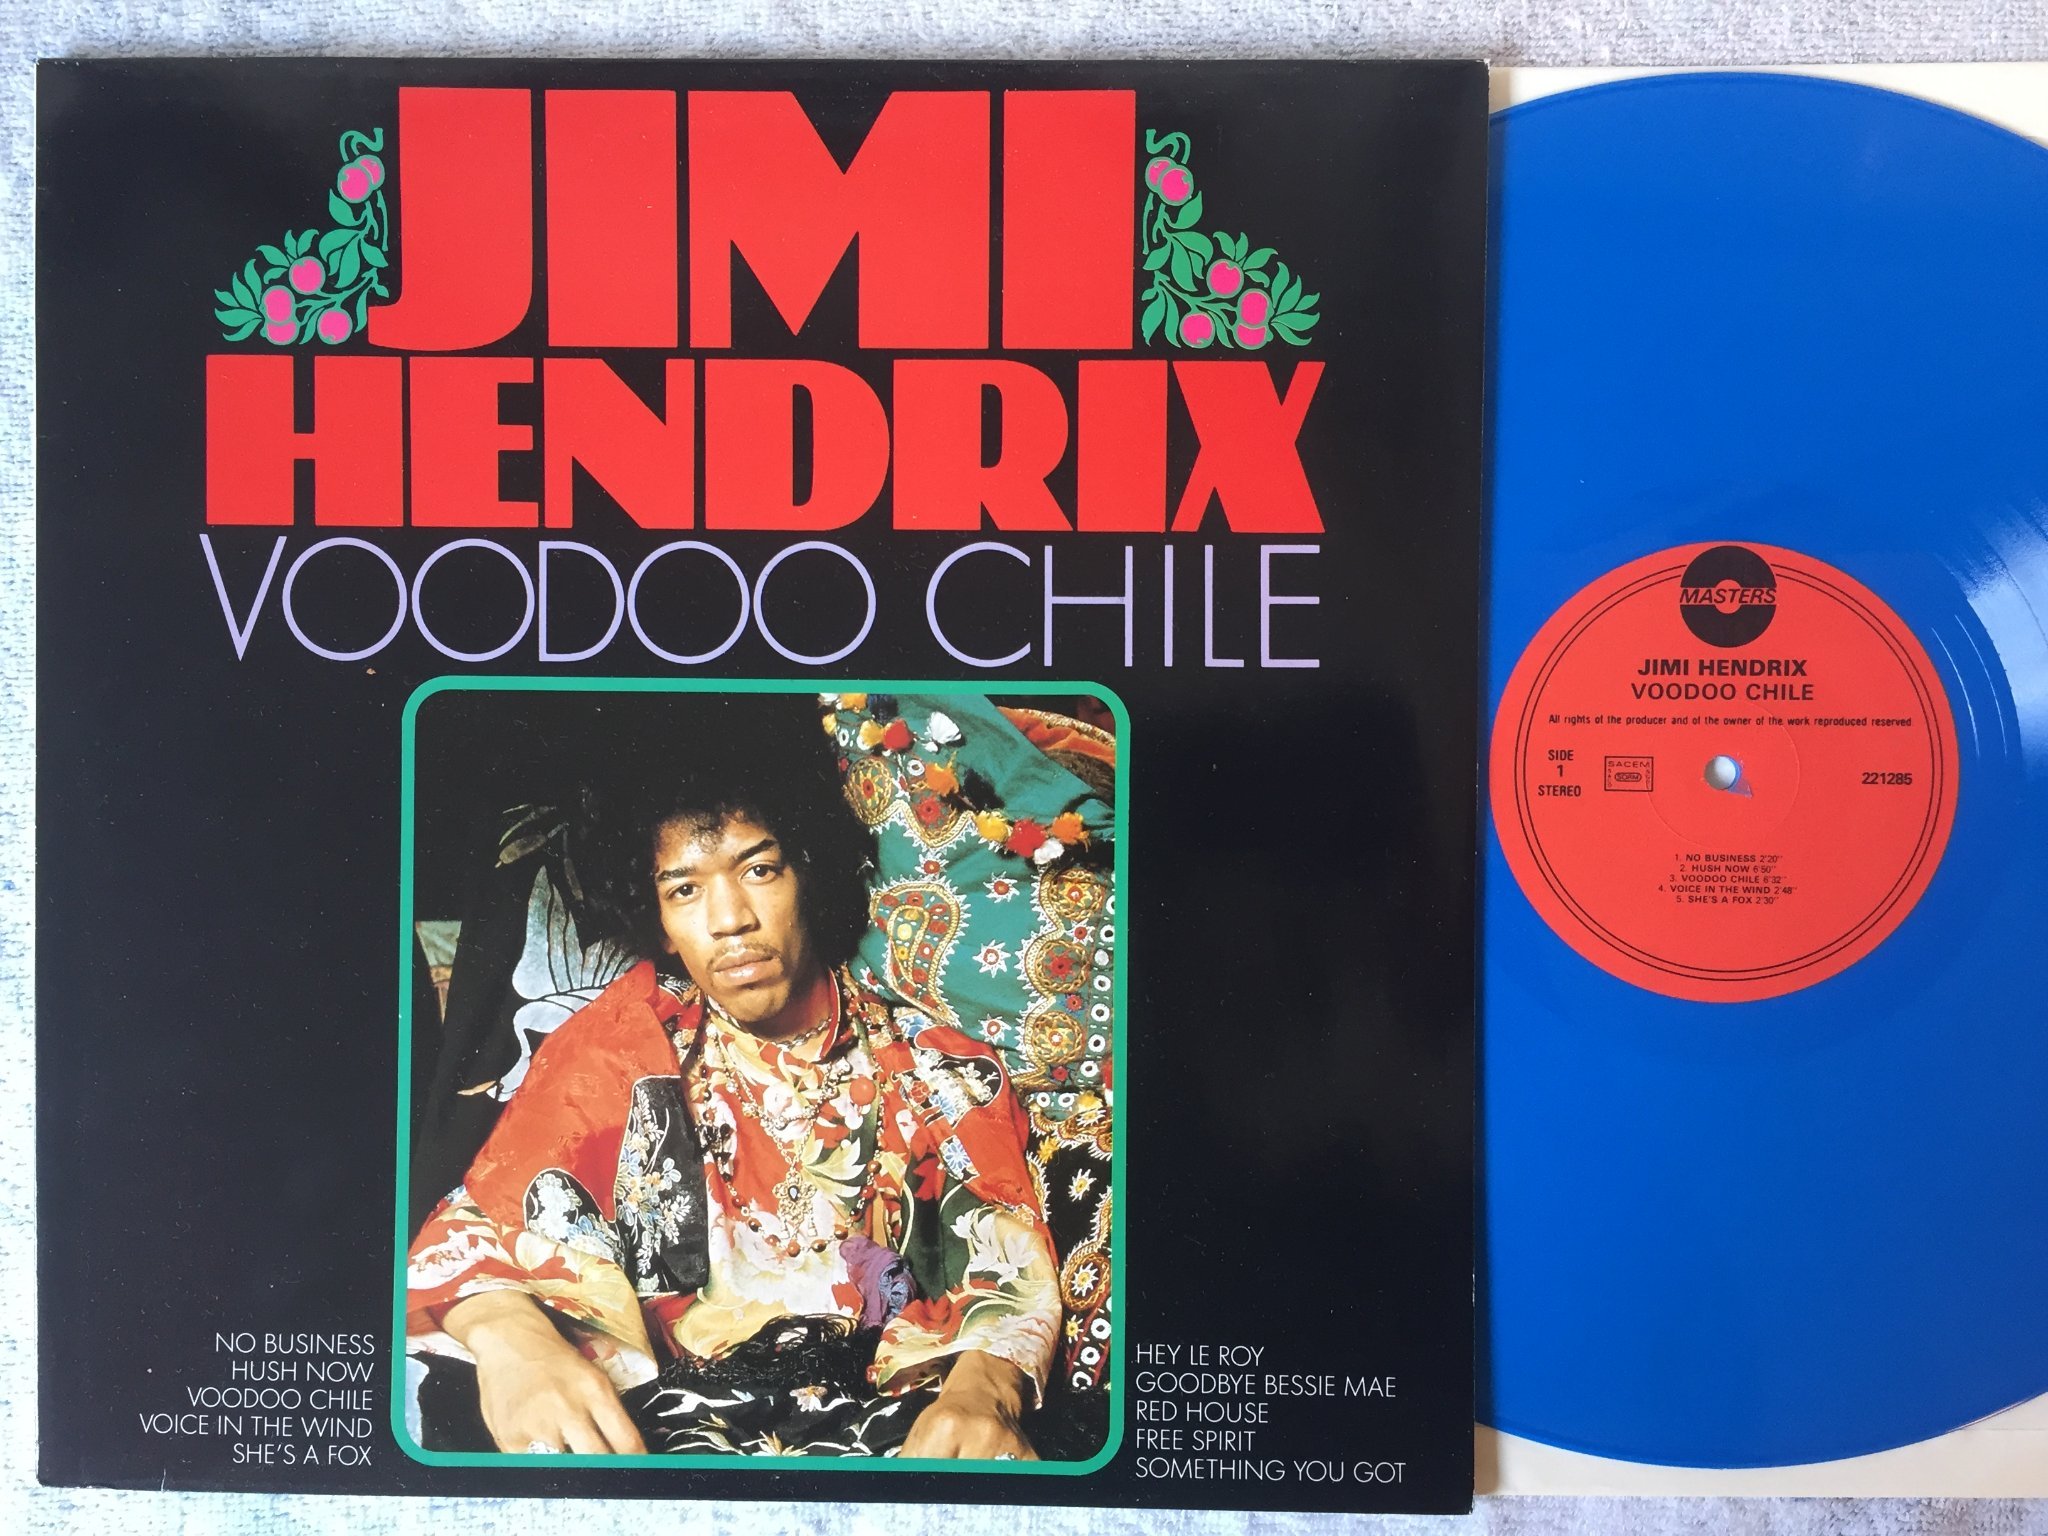 JIMI
HENDRIX
VOODOO CHILE
NO BUSINESS
HUSH NOW
VOODOO CHILE
VOICE IN THE WIND
SHE'S A FOX
HEY LE ROY
GOODBYE BESSIE MAE
RED HOUSE
FREE SPIRIT
SOMETHING YOU GOT
MASTERS
JIMI HENDRIX
VOODOO CHILE
All rights of the producer and of the owner of the work reproduced reserved
SIDE
1
STEREO
SACEM
SDRM
221285
1. NO BUSINESS 2'20''
2. HUSH NOW 6'50''
3. VOODOO CHILE 6'32''
4. VOICE IN THE WIND 2'48''
5. SHE'S A FOX 2'30''